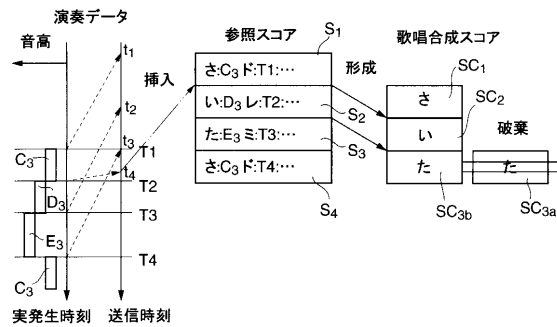 演奏データ
音高
t1
t2
t3
t4
C3
D3
E3
C3
T1
T2
T3
T4
実発生時刻
送信時刻
挿入
参照スコア
S1
さ:C3ド:T1:…
い:D3レ:T2:…
た:E3ミ:T3:…
さ:C3ド:T4:…
S2
S3
S4
形成
歌唱合成スコア
SC1
さ
SC2
い
た
SC3b
破棄
た
SC3a